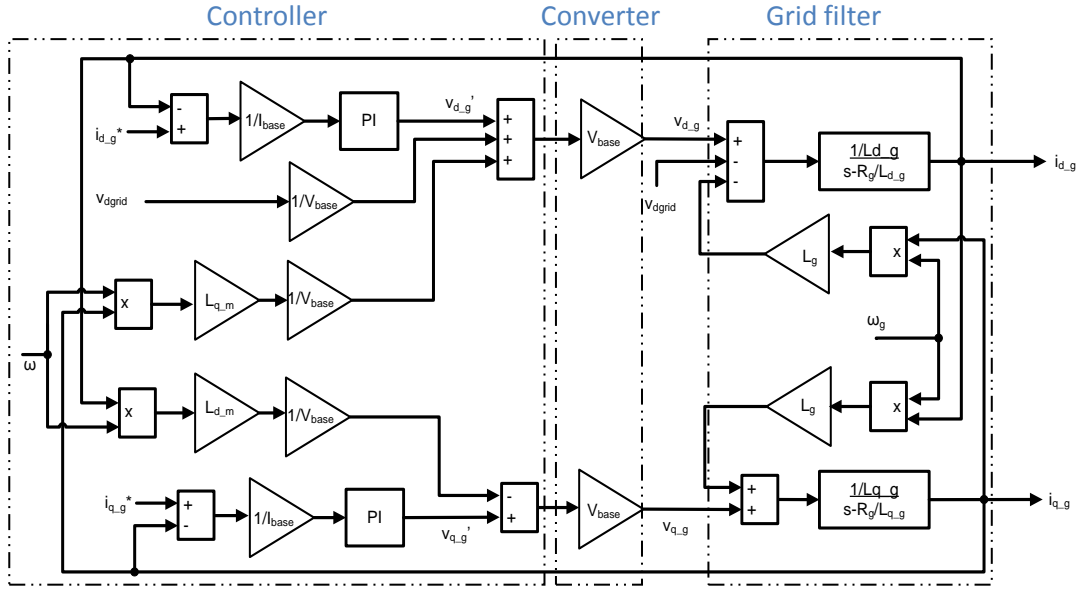 Controller
Converter
Grid filter
-
+
i_d_g*
1/I_base
PI
v_d_g'
+
+
+
V_base
v_d_g
+
-
-
v_dgrid
1/Ld_g
s-R_g/L_d_g
i_d_g
v_dgrid
1/V_base
L_g
x
x
L_q_m
1/V_base
ω
ω_g
x
L_d_m
1/V_base
L_g
x
i_q_g*
+
-
1/I_base
PI
v_q_g'
-
+
V_base
v_q_g
+
+
1/Lq_g
s-R_g/L_q_g
i_q_g